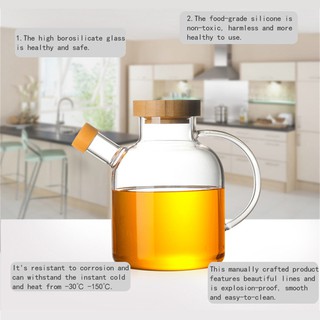 1.The high borosilicate glass
is healthy and safe.
2.The food-grade silicone is
non-toxic, harmless and more
healthy to use.
It's resistant to corrosion and
can withstand the instant cold
and heat from -30℃ -150℃.
This manually crafted product
features beautiful lines and
is explosion-proof, smooth
and easy-to-clean.